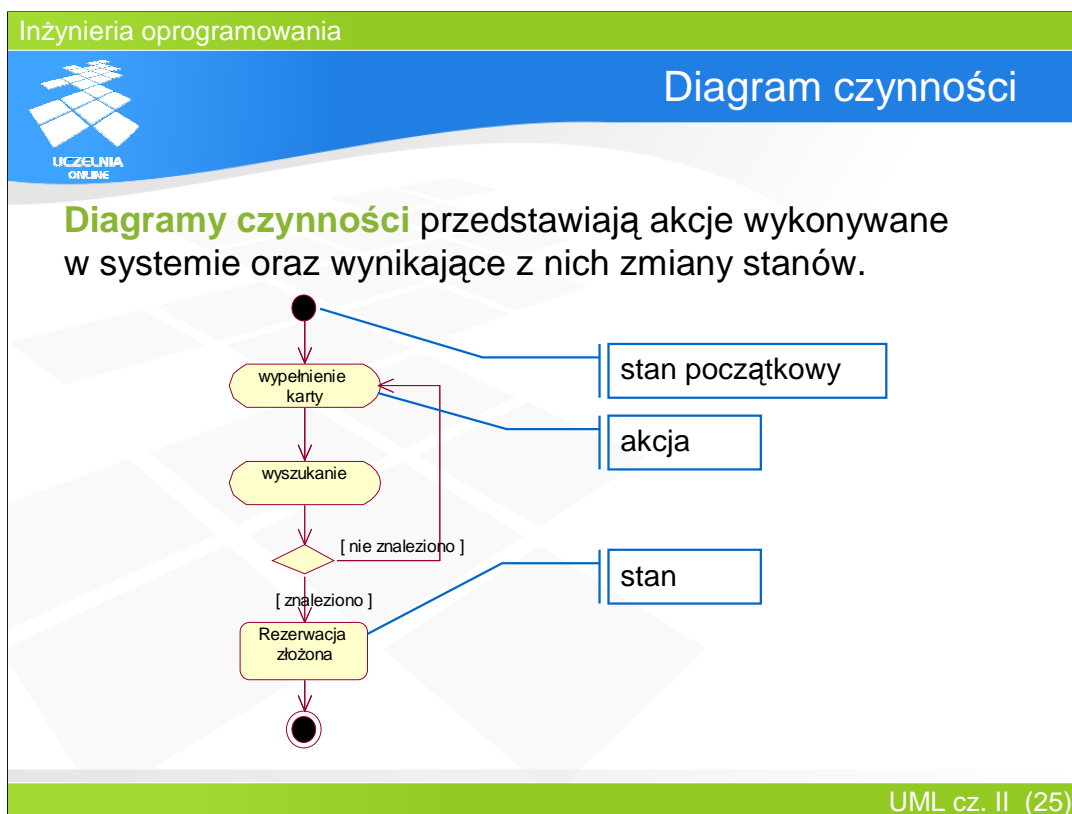 Inżynieria oprogramowania
Diagram czynności
UCZELNIA
ONLINE
Diagramy czynności przedstawiają akcje wykonywane
w systemie oraz wynikające z nich zmiany stanów.
stan początkowy
wypełnienie
karty
akcja
wyszukanie
[ nie znaleziono ]
stan
[ znaleziono ]
Rezerwacja
złożona
UML cz. II (25)